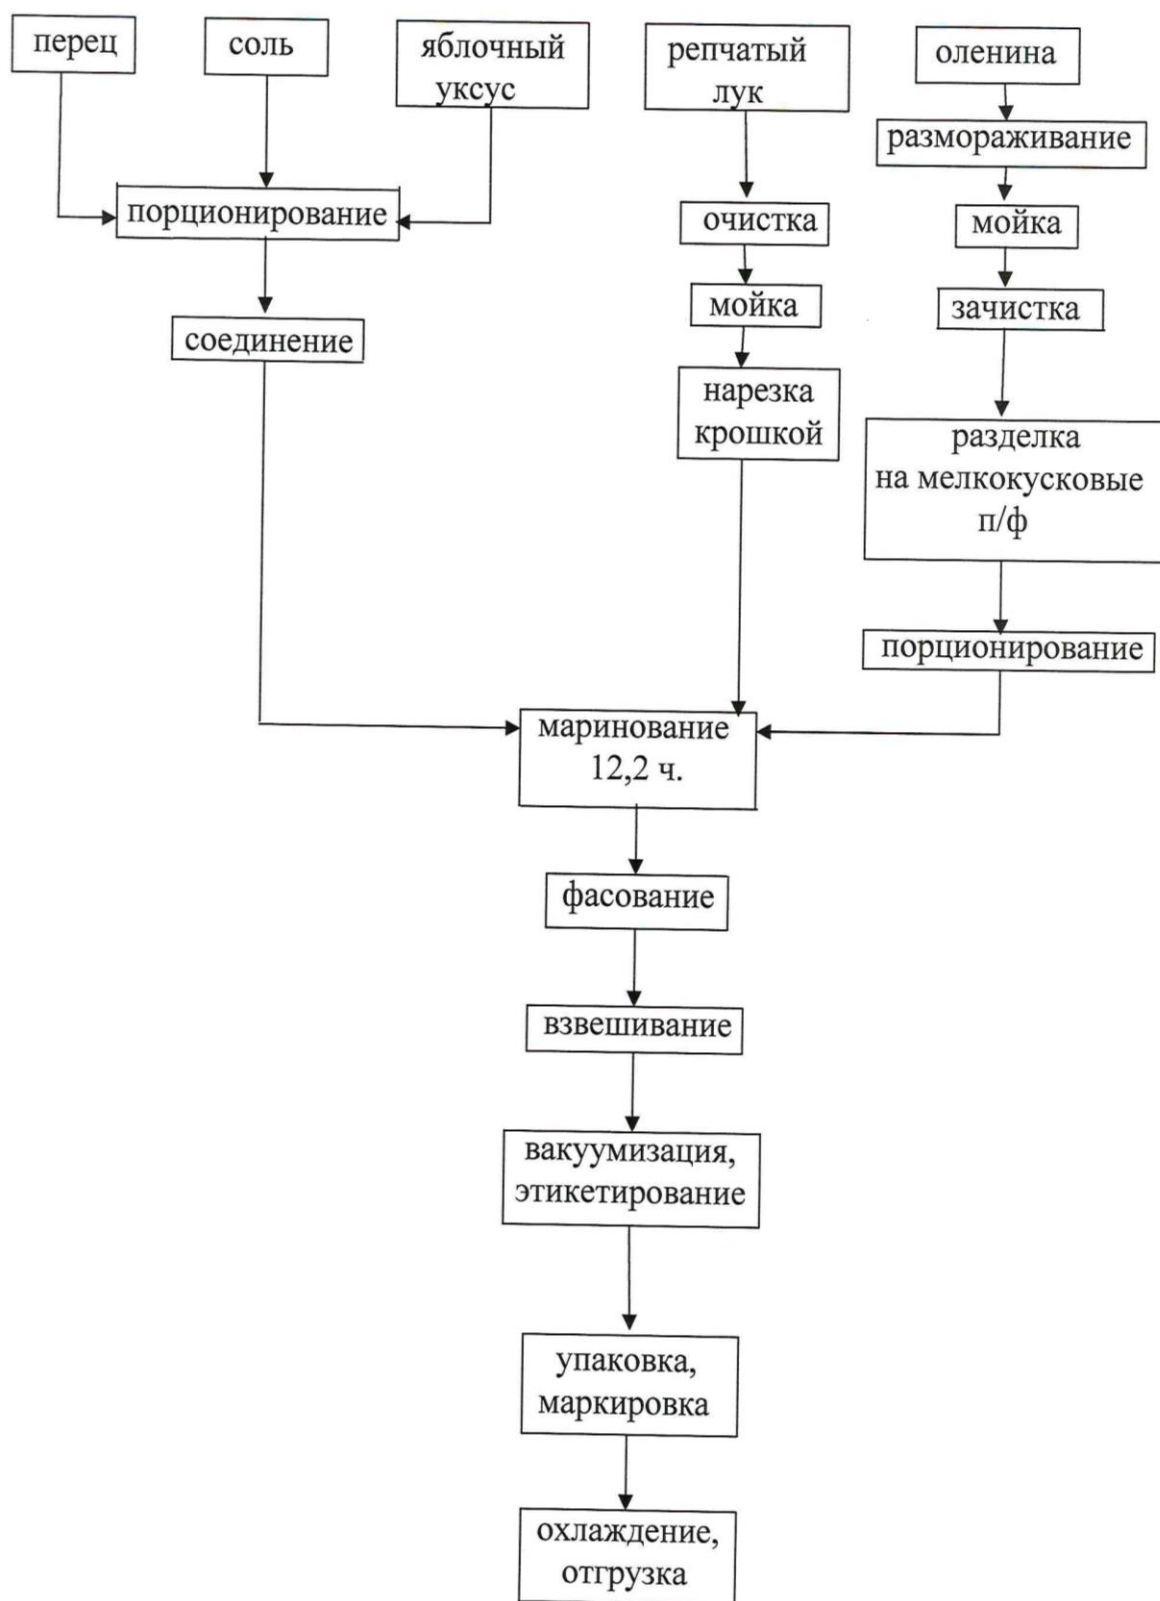 перец
соль
яблочный
уксус
репчатый
лук
оленина
размораживание
порционирование
очистка
мойка
мойка
зачистка
соединение
нарезка
крошкой
разделка
на мелкокусковые
п/ф
порционирование
маринование
12,2 ч.
фасование
взвешивание
вакуумизация,
этикетирование
упаковка,
маркировка
охлаждение,
отгрузка